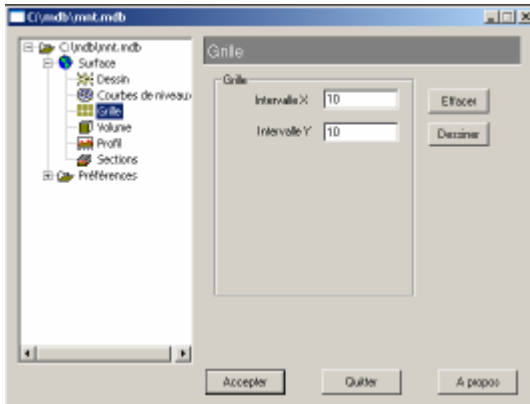 C:\mdb\mnt.mdb
C:\mdb\mnt.mdb
Surface
Dessin
Courbes de niveaux
Grille
Volume
Profil
Sections
Préférences
Grille
Grille
Intervalle X 10
Intervalle Y 10
Effacer
Dessiner
Accepter
Quitter
A propos